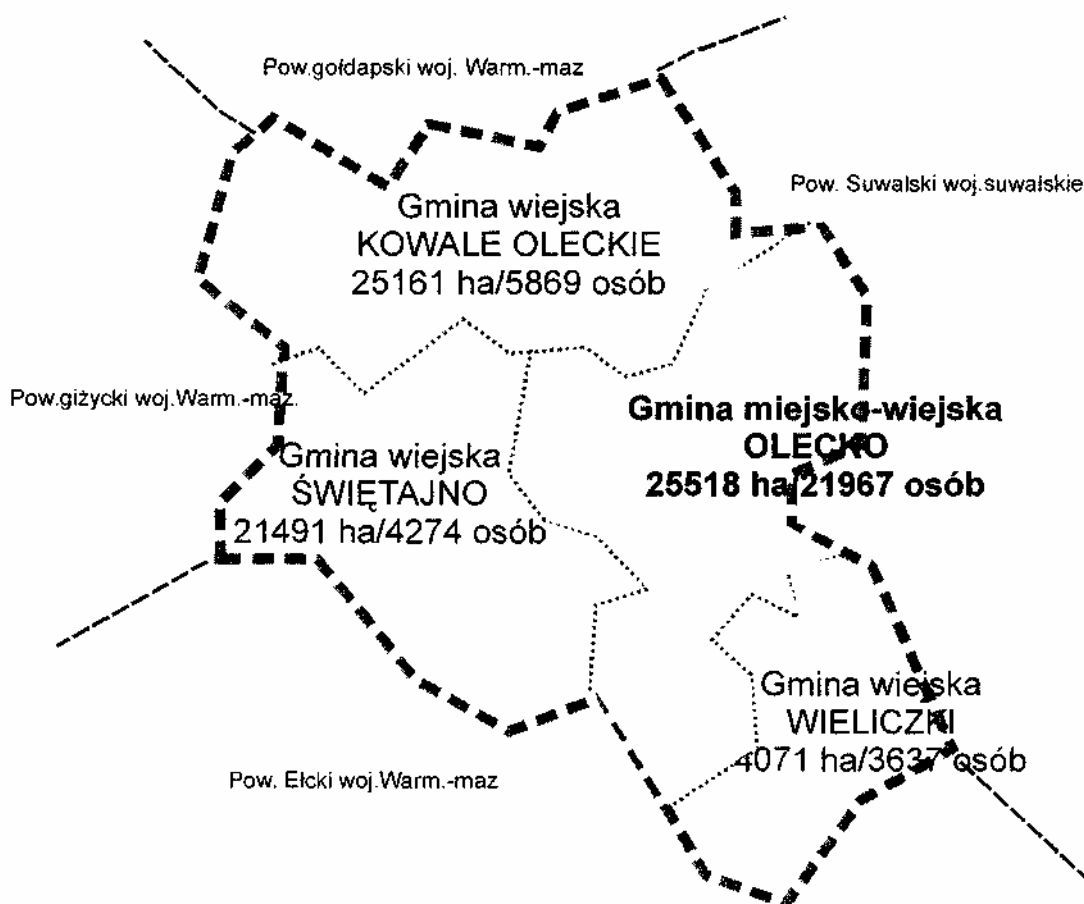 Pow.gołdapski woj. Warm.-maz
Pow. Suwalski woj.suwalskie
Gmina wiejska
KOWALE OLECKIE
25161 ha/5869 osób
Pow.giżycki woj.Warm.-maz.
Gmina miejsko-wiejska
OLECKO
25518 ha/21967 osób
Gmina wiejska
ŚWIĘTAJNO
21491 ha/4274 osób
Gmina wiejska
WIELICZKI
4071 ha/3637 osób
Pow. Ełcki woj.Warm.-maz